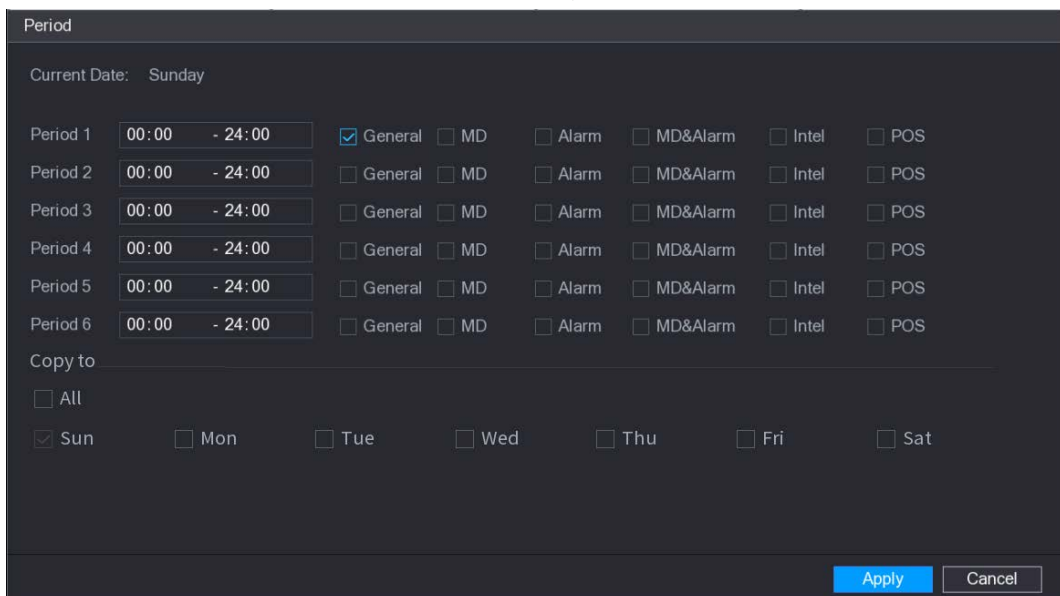 Period
Current Date: Sunday
Period 1 00:00 - 24:00 General MD Alarm MD&Alarm Intel POS
Period 2 00:00 - 24:00 General MD Alarm MD&Alarm Intel POS
Period 3 00:00 - 24:00 General MD Alarm MD&Alarm Intel POS
Period 4 00:00 - 24:00 General MD Alarm MD&Alarm Intel POS
Period 5 00:00 - 24:00 General MD Alarm MD&Alarm Intel POS
Period 6 00:00 - 24:00 General MD Alarm MD&Alarm Intel POS
Copy to
All
Sun Mon Tue Wed Thu Fri Sat
Apply Cancel